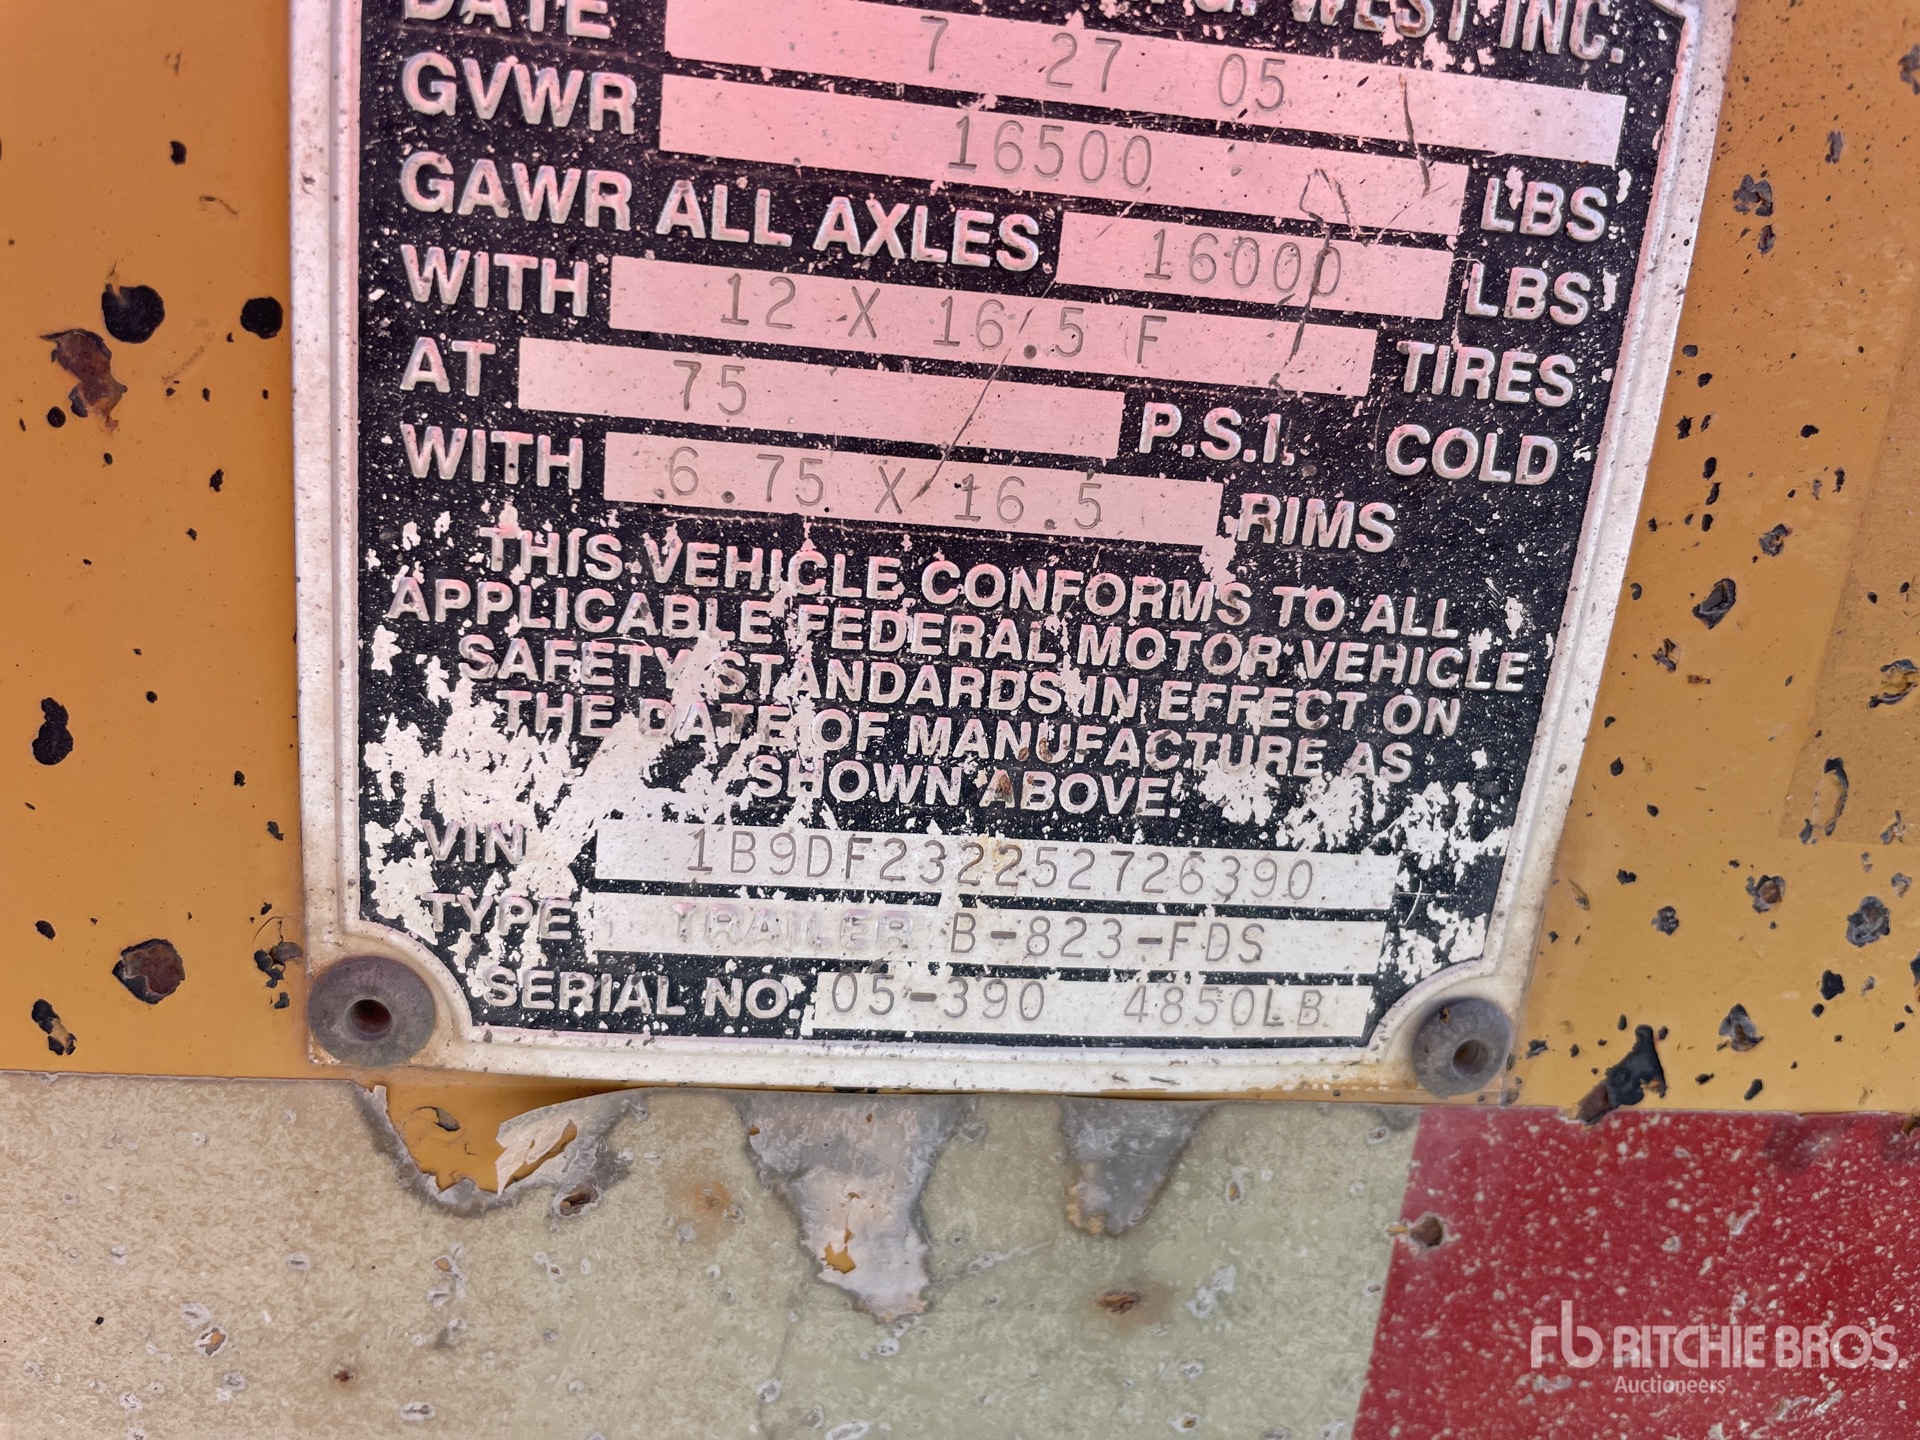 WEST INC.
DATE 7 27 05
GVWR 16500 LBS
GAWR ALL AXLES 16000 LBS
WITH 12 X 16.5 F TIRES
AT 75 P.S.I. COLD
WITH 6.75 X 16.5 RIMS
THIS VEHICLE CONFORMS TO ALL
APPLICABLE FEDERAL MOTOR VEHICLE
SAFETY STANDARDS IN EFFECT ON
THE DATE OF MANUFACTURE AS
SHOWN ABOVE.
VIN 1B9DF232252726390
TYPE TRAILER B-823-FDS
SERIAL NO. 05-390 4850LB
rb RITCHIE BROS.
Auctioneers